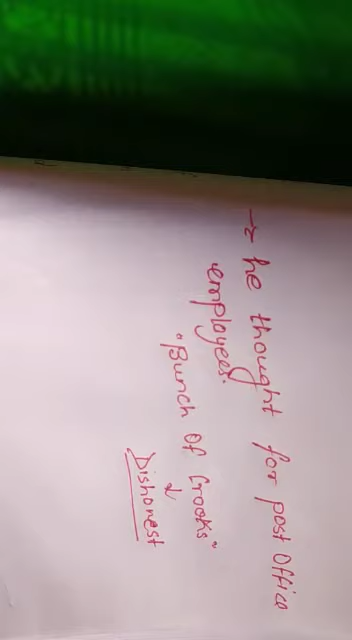 → he thought for post office
employees.
"Bunch Of Crooks"
↓
Dishonest